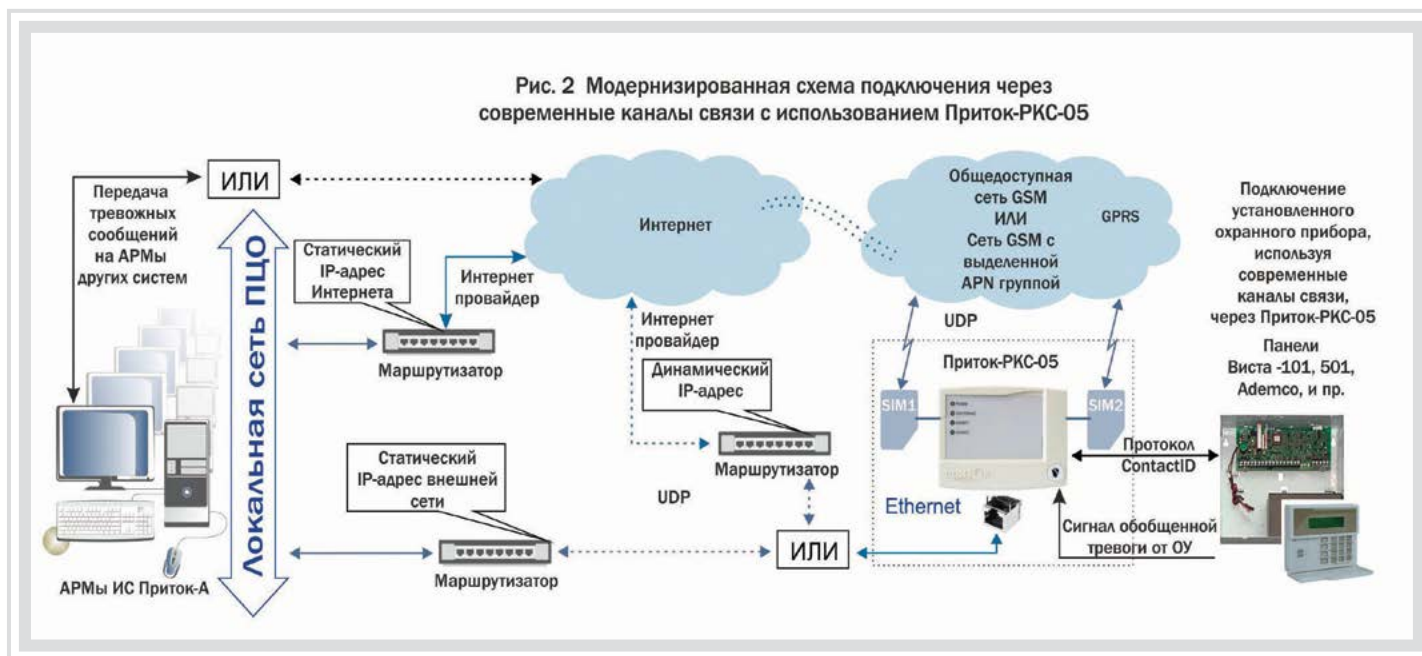 Рис. 2 Модернизированная схема подключения через
современные каналы связи с использованием Приток-РКС-05
Передача
тревожных
сообщений
на АРМы
других систем
ИЛИ
Локальная сеть ПЦО
АРМы ИС Приток-А
Статический
IP-адрес
Интернета
Интернет
провайдер
Маршрутизатор
Интернет
Интернет
провайдер
Динамический
IP-адрес
Маршрутизатор
Статический
IP-адрес внешней
сети
Маршрутизатор
UDP
ИЛИ
Общедоступная
сеть GSM
ИЛИ
Сеть GSM с
выделенной
APN группой
GPRS
UDP
Приток-РКС-05
SIM1
SIM2
Ethernet
Протокол
ContactID
Сигнал обобщенной
тревоги от ОУ
Подключение
установленного
охранного прибора,
используя
современные
каналы связи,
через Приток-РКС-05
Панели
Виста -101, 501,
Ademco, и пр.